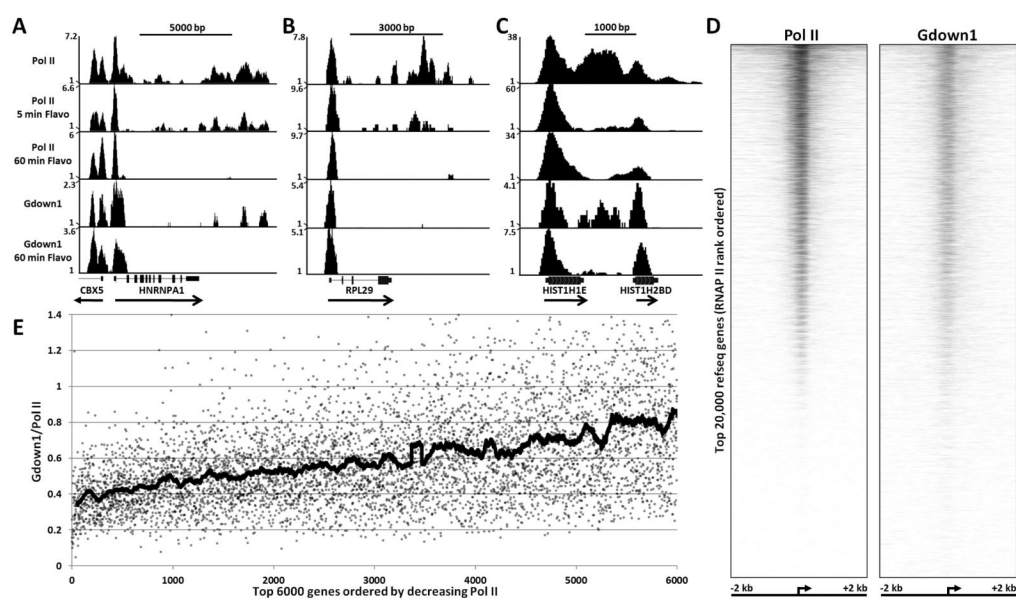 A
5000 bp
B
3000 bp
C
1000 bp
D
Pol II
Gdown1
Pol II
7.2
1
7.8
1
38
1
Pol II
5 min Flavo
6.6
1
9.6
1
60
1
Pol II
60 min Flavo
6
1
9.7
1
34
1
Gdown1
2.3
1
5.4
1
4.1
1
Gdown1
60 min Flavo
3.6
1
5.1
1
7.5
1
CBX5
HNRNPA1
RPL29
HIST1H1E
HIST1H2BD
Top 20,000 refseq genes (RNAP II rank ordered)
-2 kb
+2 kb
-2 kb
+2 kb
E
Gdown1/Pol II
1.4
1.2
1
0.8
0.6
0.4
0.2
0
0
1000
2000
3000
4000
5000
6000
Top 6000 genes ordered by decreasing Pol II